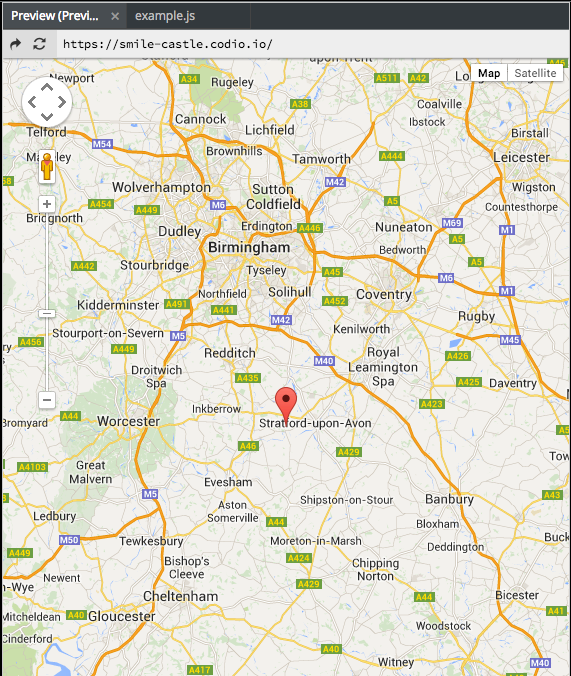 Preview (Previ... × example.js
https://smile-castle.codio.io/
Map Satellite
Newport
A34
Rugeley
A511
A42
Coalville
Ibstock
A38
Cannock
Lichfield
Telford
M54
Brownhills
Tamworth
A444
Birstall
Leicester
Wigston
Wolverhampton
Sutton
Coldfield
M42
A5
Countesthorpe
A454
A449
M6
Bridgnorth
Erdington
A446
Nuneaton
M69
M1
Dudley
Birmingham
Bedworth
A5
A442
Stourbridge
Tyseley
A45
A5
M6
Northfield
Solihull
A452
Coventry
M1
Kidderminster
A491
A441
M42
Rugby
Stourport-on-Severn
M5
Kenilworth
M45
A456
A449
Redditch
M40
Royal
Leamington
Spa
A426
Droitwich
Spa
A435
A425
Daventry
A44
Inkberrow
A423
Bromyard
Worcester
Stratford-upon-Avon
A46
A429
A4103
Great
Malvern
Evesham
M5
Aston
Somerville
Shipston-on-Stour
Banbury
A43
Ledbury
A44
Bloxham
M50
Tewkesbury
Moreton-in-Marsh
Deddington
A449
Bishop's
Cleeve
A424
Chipping
Norton
Newent
A429
Cheltenham
A44
Bicester
A41
Mitcheldean
A40
Gloucester
Woodstock
Cinderford
A40
A417
Witney
M40